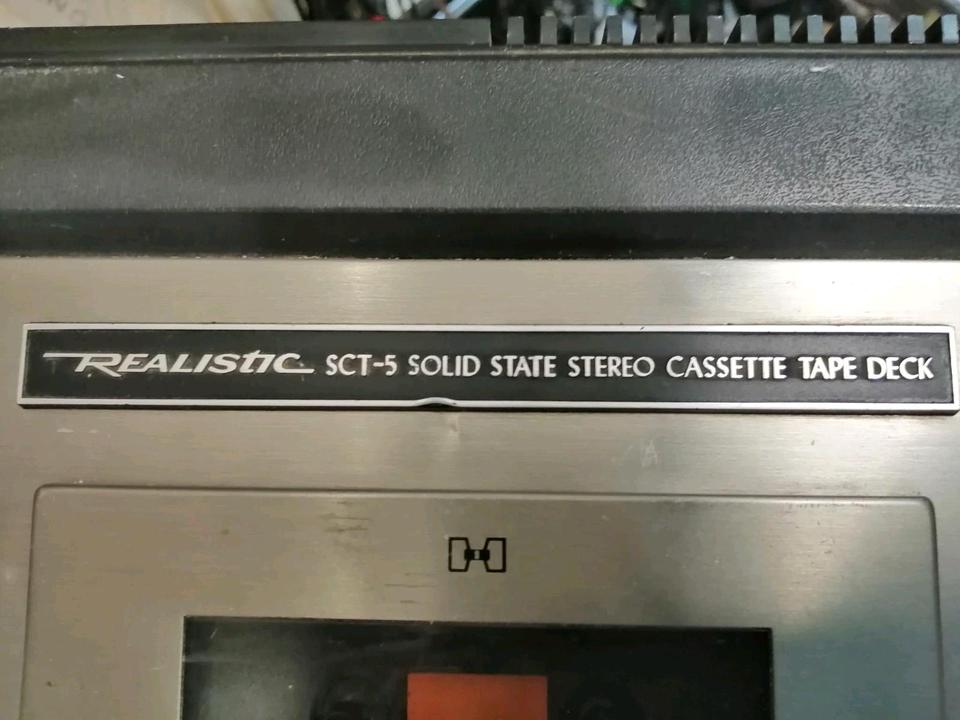 REALISTIC SCT-5 SOLID STATE STEREO CASSETTE TAPE DECK